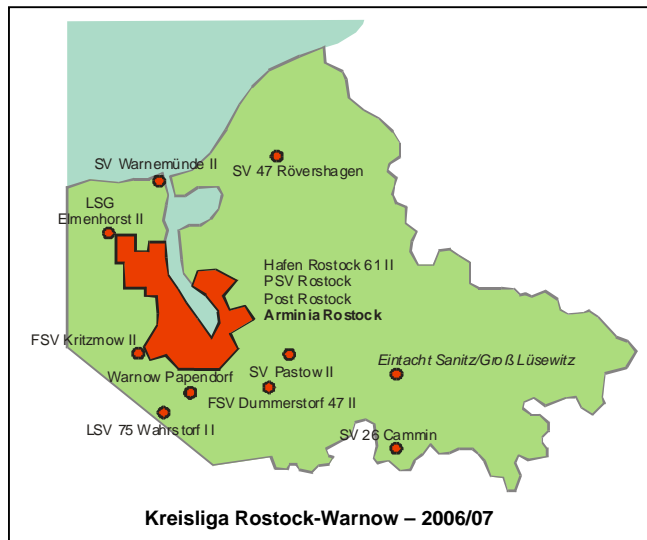 SV Warnemünde II
SV 47 Rövershagen
LSG
Elmenhorst II
Hafen Rostock 61 II
PSV Rostock
Post Rostock
Arminia Rostock
FSV Kritzmow II
SV Pastow II
Eintacht Sanitz/Groß Lüsewitz
Warnow Papendorf
FSV Dummerstorf 47 II
LSV 75 Wahrstorf II
SV 26 Cammin
Kreisliga Rostock-Warnow – 2006/07